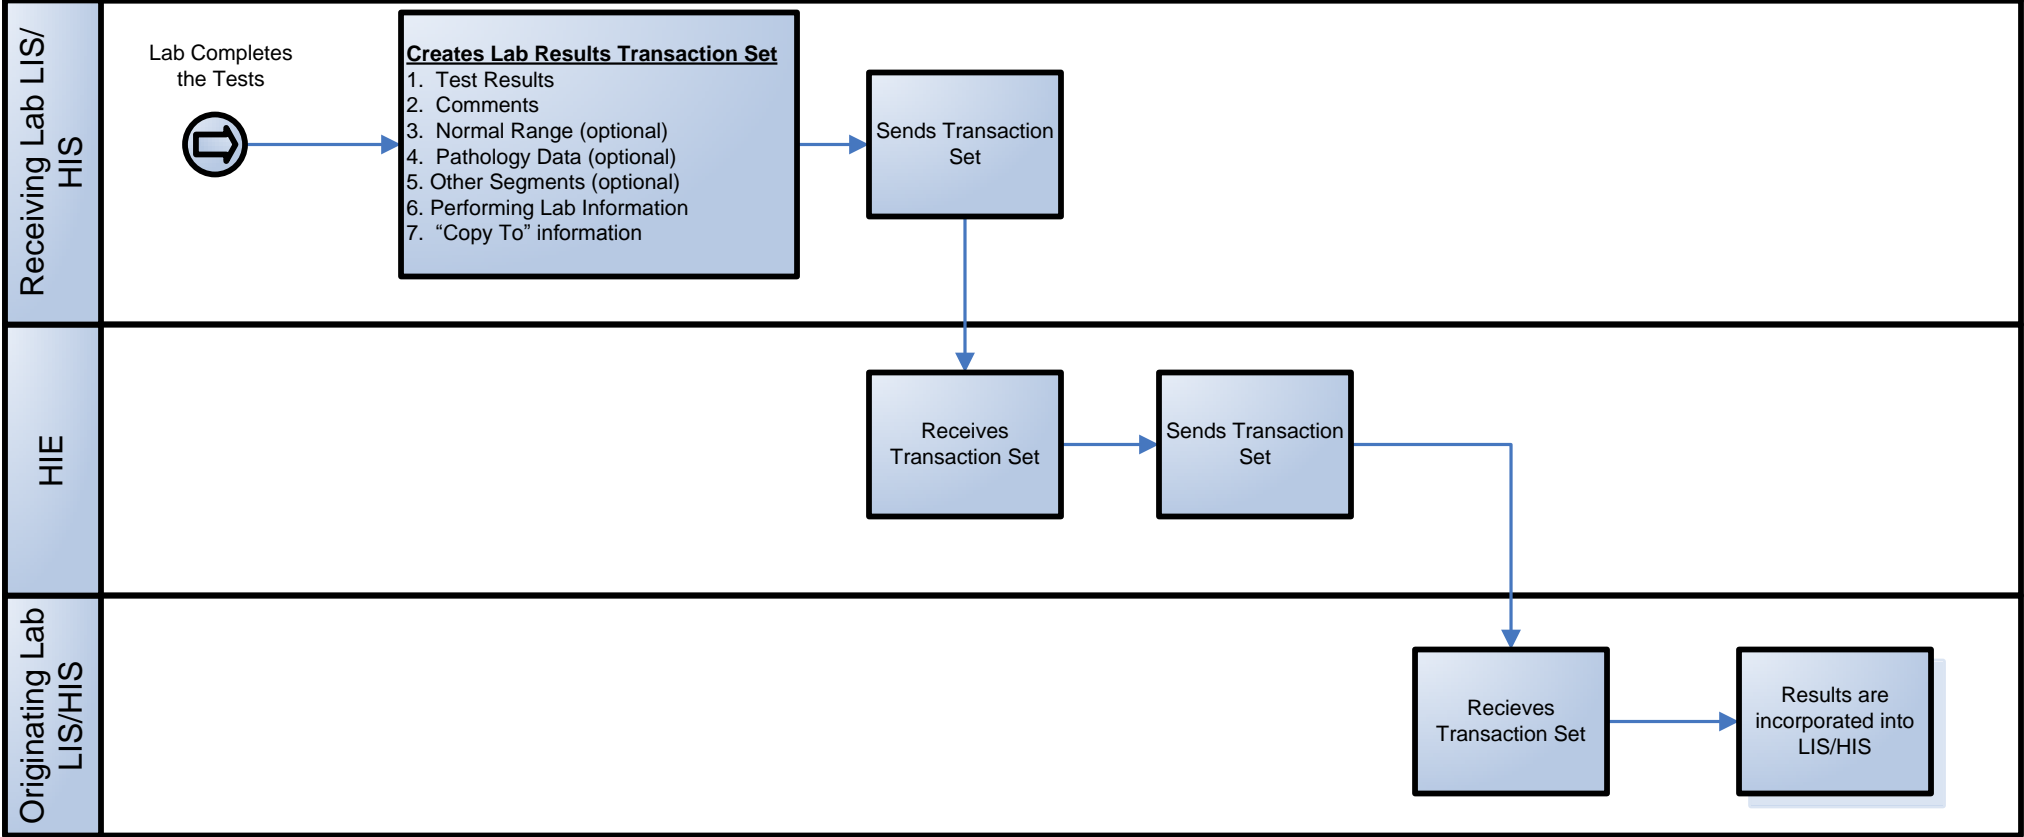 Receiving Lab LIS/
HIS
Lab Completes
the Tests
Creates Lab Results Transaction Set
1. Test Results
2. Comments
3. Normal Range (optional)
4. Pathology Data (optional)
5. Other Segments (optional)
6. Performing Lab Information
7. “Copy To” information
Sends Transaction
Set
HIE
Receives
Transaction Set
Sends Transaction
Set
Originating Lab
LIS/HIS
Recieves
Transaction Set
Results are
incorporated into
LIS/HIS